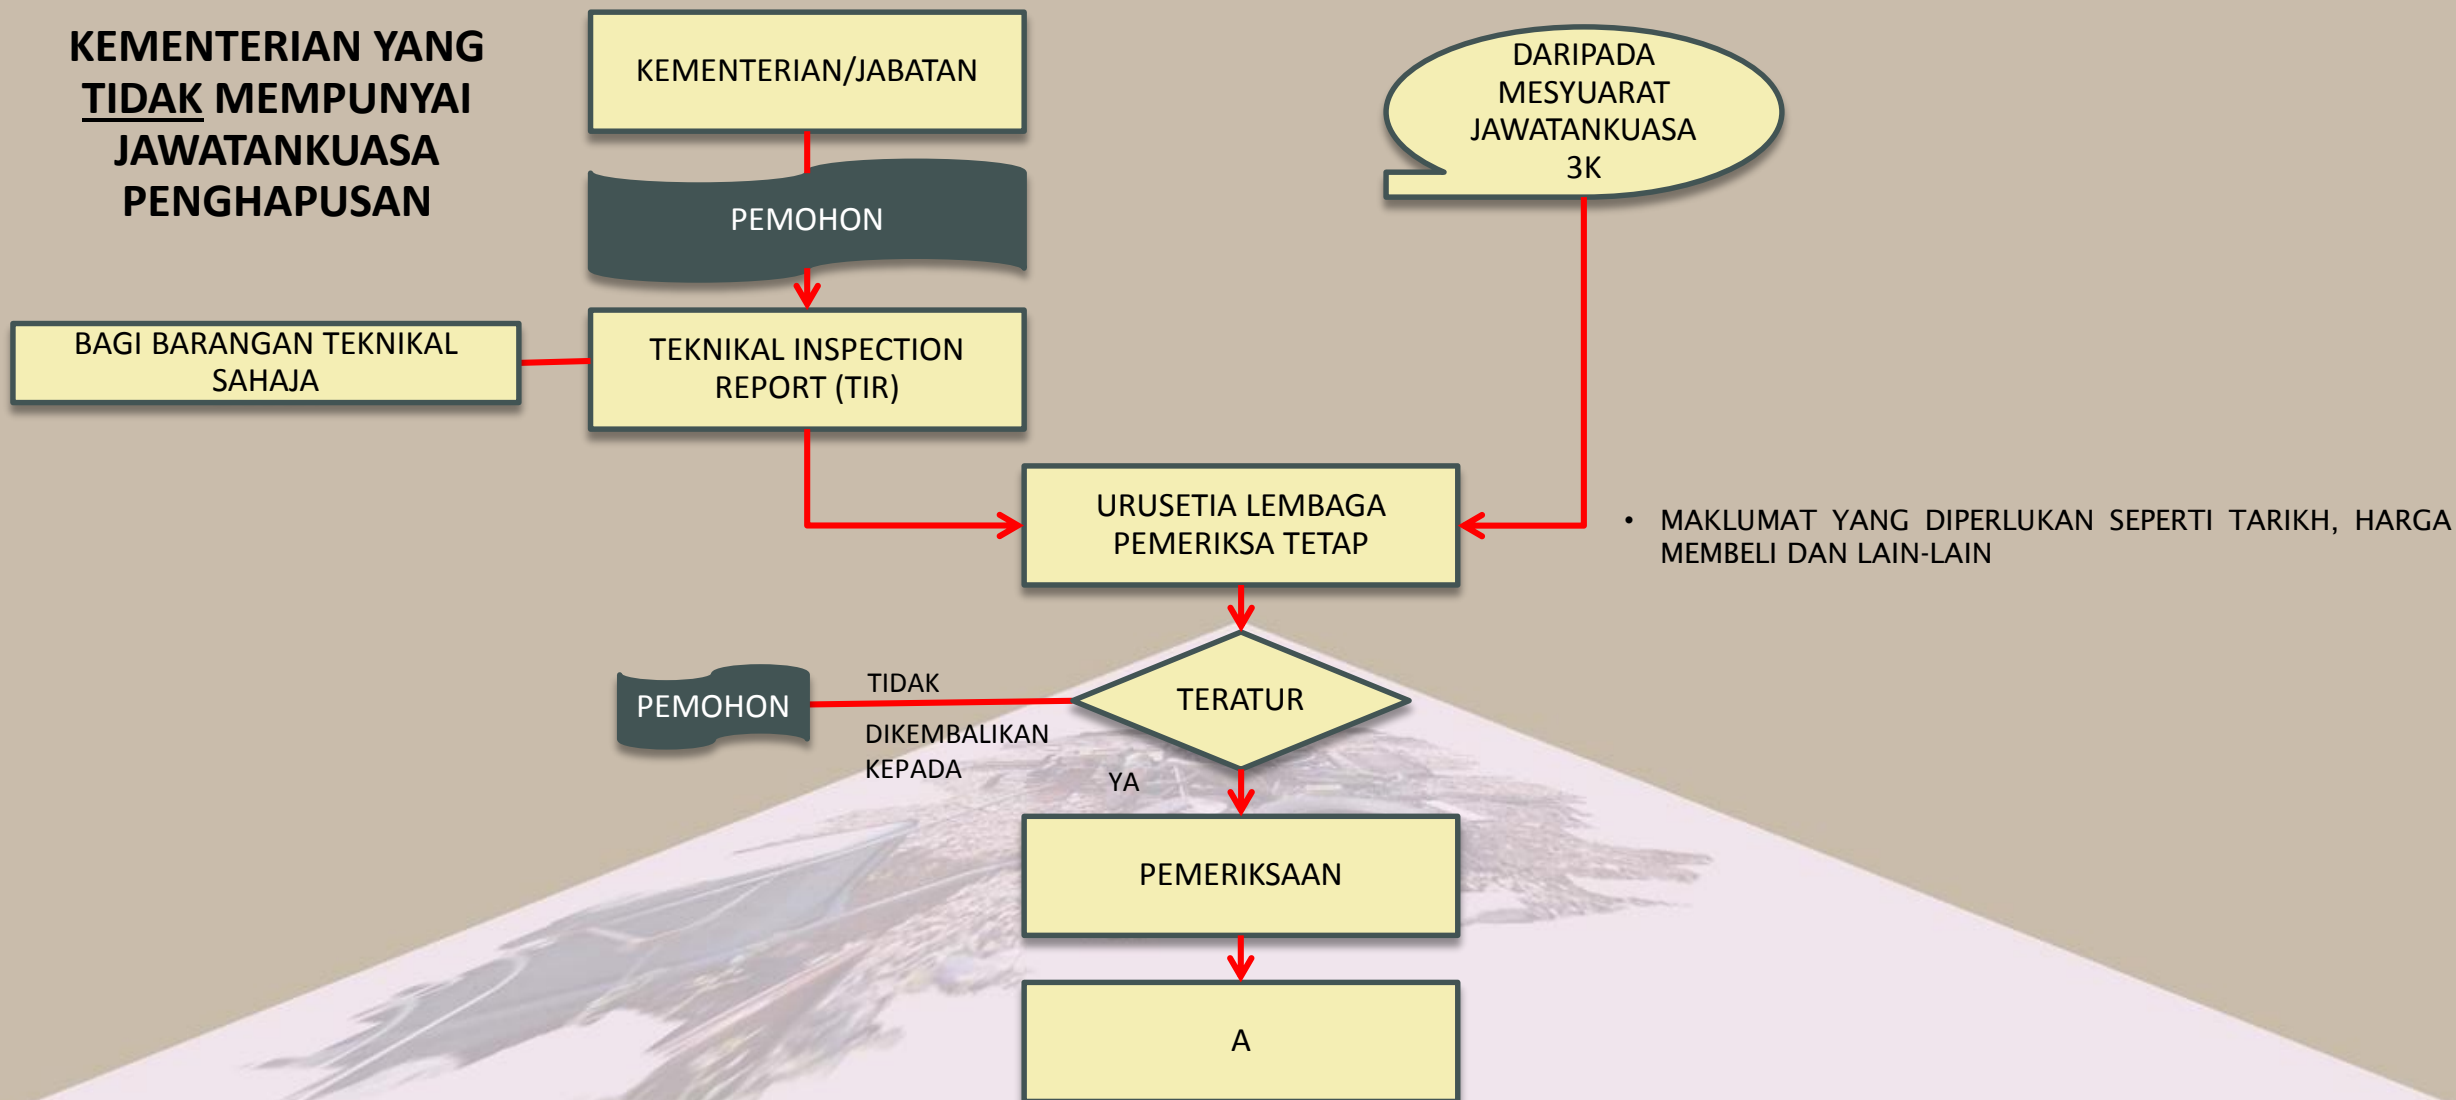 KEMENTERIAN YANG
TIDAK MEMPUNYAI
JAWATANKUASA
PENGHAPUSAN
KEMENTERIAN/JABATAN
DARIPADA
MESYUARAT
JAWATANKUASA
3K
PEMOHON
BAGI BARANGAN TEKNIKAL
SAHAJA
TEKNIKAL INSPECTION
REPORT (TIR)
URUSETIA LEMBAGA
PEMERIKSA TETAP
• MAKLUMAT YANG DIPERLUKAN SEPERTI TARIKH, HARGA
MEMBELI DAN LAIN-LAIN
PEMOHON
TIDAK
DIKEMBALIKAN
KEPADA
TERATUR
YA
PEMERIKSAAN
A